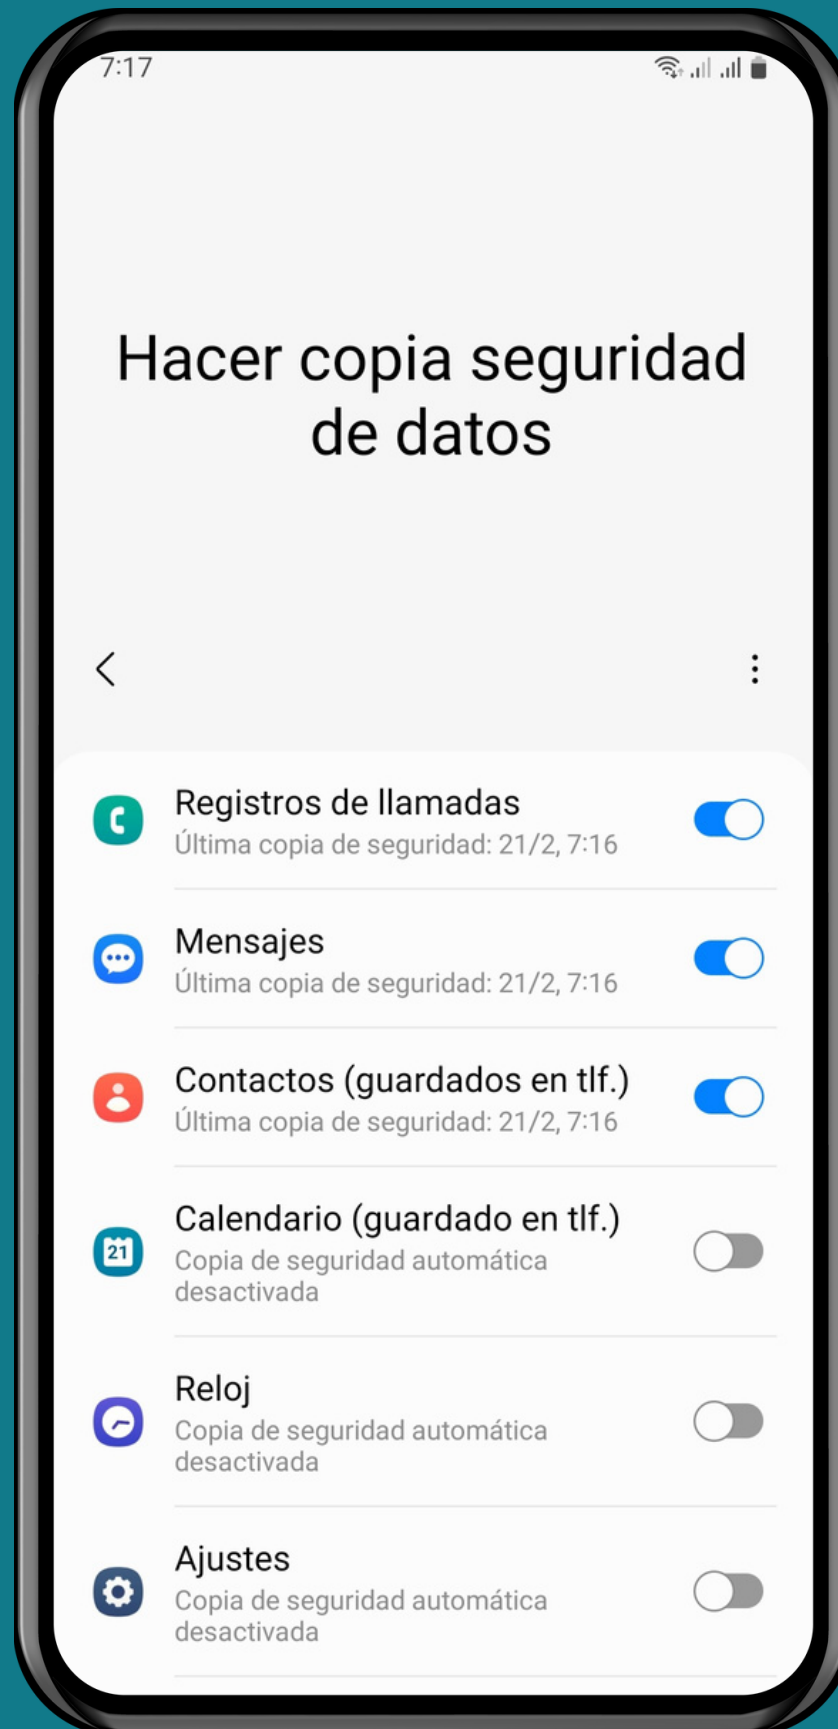 7:17
Hacer copia seguridad
de datos
Registros de llamadas
Última copia de seguridad: 21/2, 7:16
Mensajes
Última copia de seguridad: 21/2, 7:16
Contactos (guardados en tlf.)
Última copia de seguridad: 21/2, 7:16
Calendario (guardado en tlf.)
21
Copia de seguridad automática
desactivada
Reloj
Copia de seguridad automática
desactivada
Ajustes
Copia de seguridad automática
desactivada